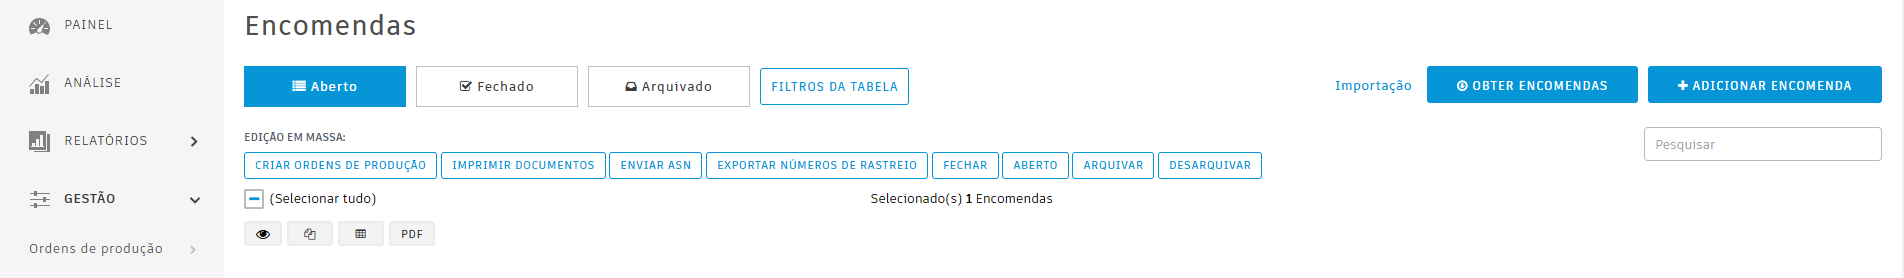 PAINEL
ANÁLISE
RELATÓRIOS
GESTÃO
Ordens de produção
Encomendas
Aberto
Fechado
Arquivado
FILTROS DA TABELA
Importação
OBTER ENCOMENDAS
ADICIONAR ENCOMENDA
EDIÇÃO EM MASSA:
Pesquisar
CRIAR ORDENS DE PRODUÇÃO
IMPRIMIR DOCUMENTOS
ENVIAR ASN
EXPORTAR NÚMEROS DE RASTREIO
FECHAR
ABERTO
ARQUIVAR
DESARQUIVAR
(Selecionar tudo)
Selecionado(s) 1 Encomendas
PDF